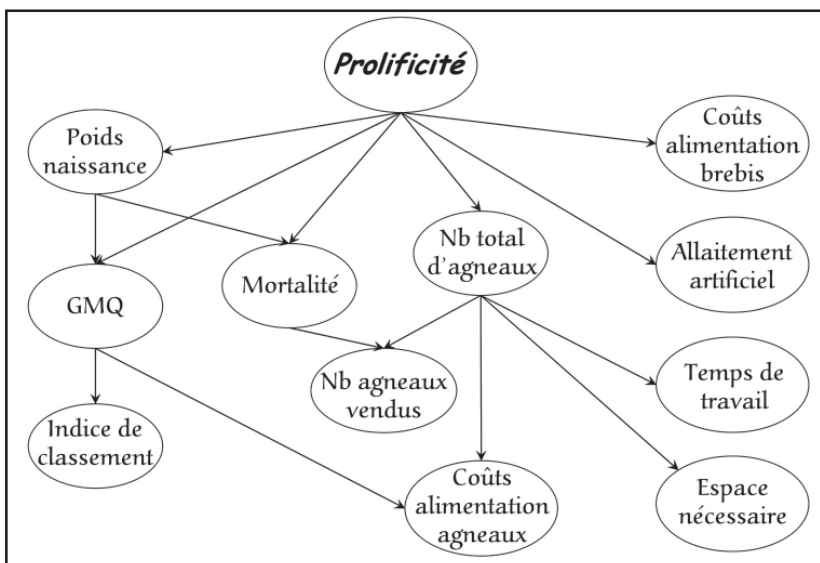 Prolificité
Poids
naissance
Coûts
alimentation
brebis
Nb total
d'agneaux
Allaitement
artificiel
GMQ
Mortalité
Nb agneaux
vendus
Temps de
travail
Indice de
classement
Coûts
alimentation
agneaux
Espace
nécessaire